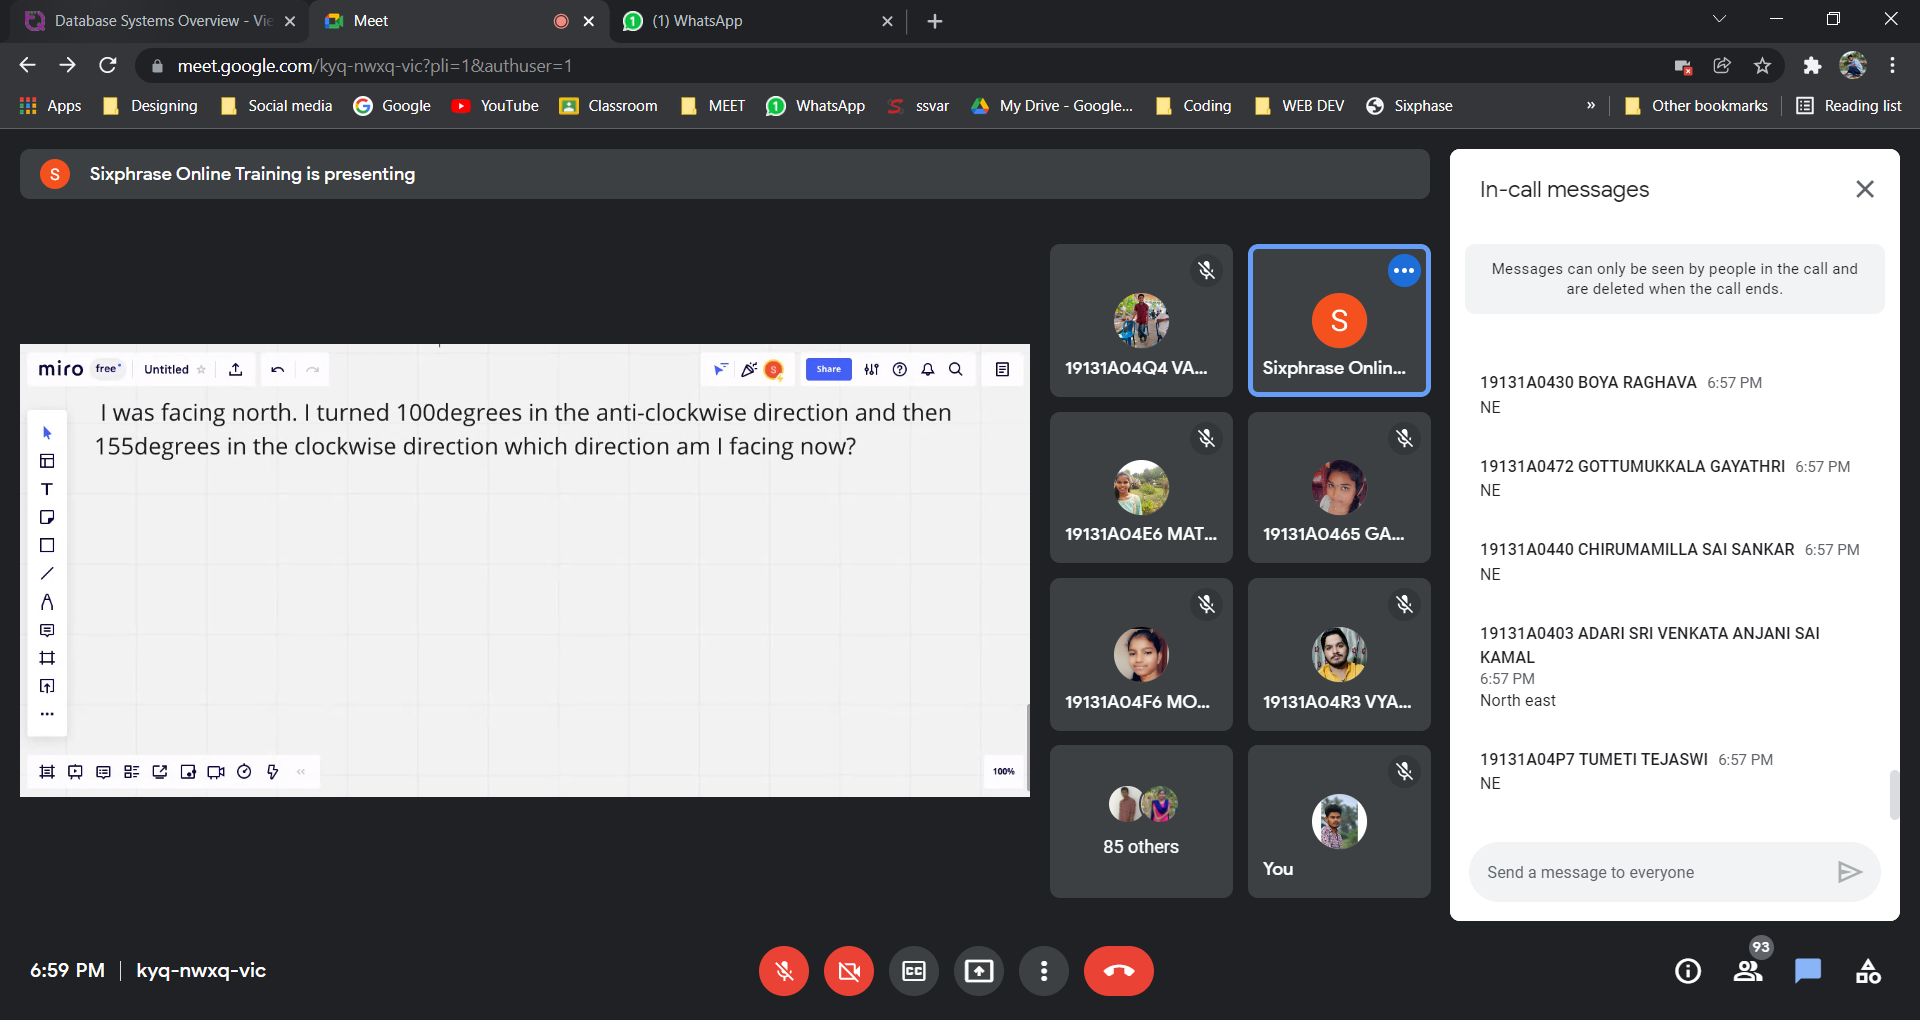 Database Systems Overview - Vie
Meet
(1) WhatsApp
meet.google.com/kyq-nwxq-vic?pli=1&authuser=1
Apps
Designing
Social media
Google
YouTube
Classroom
MEET
WhatsApp
ssvar
My Drive - Google...
Coding
WEB DEV
Sixphase
»
Other bookmarks
Reading list
S
Sixphrase Online Training is presenting
miro
free
Untitled
S
Share
I was facing north. I turned 100degrees in the anti-clockwise direction and then
155degrees in the clockwise direction which direction am I facing now?
100%
19131A04Q4 VA...
S
Sixphrase Onlin...
19131A04E6 MAT...
19131A0465 GA...
19131A04F6 MO...
19131A04R3 VYA...
85 others
You
In-call messages
Messages can only be seen by people in the call and
are deleted when the call ends.
19131A0430 BOYA RAGHAVA 6:57 PM
NE
19131A0472 GOTTUMUKKALA GAYATHRI 6:57 PM
NE
19131A0440 CHIRUMAMILLA SAI SANKAR 6:57 PM
NE
19131A0403 ADARI SRI VENKATA ANJANI SAI
KAMAL
6:57 PM
North east
19131A04P7 TUMETI TEJASWI 6:57 PM
NE
Send a message to everyone
6:59 PM | kyq-nwxq-vic
CC
93